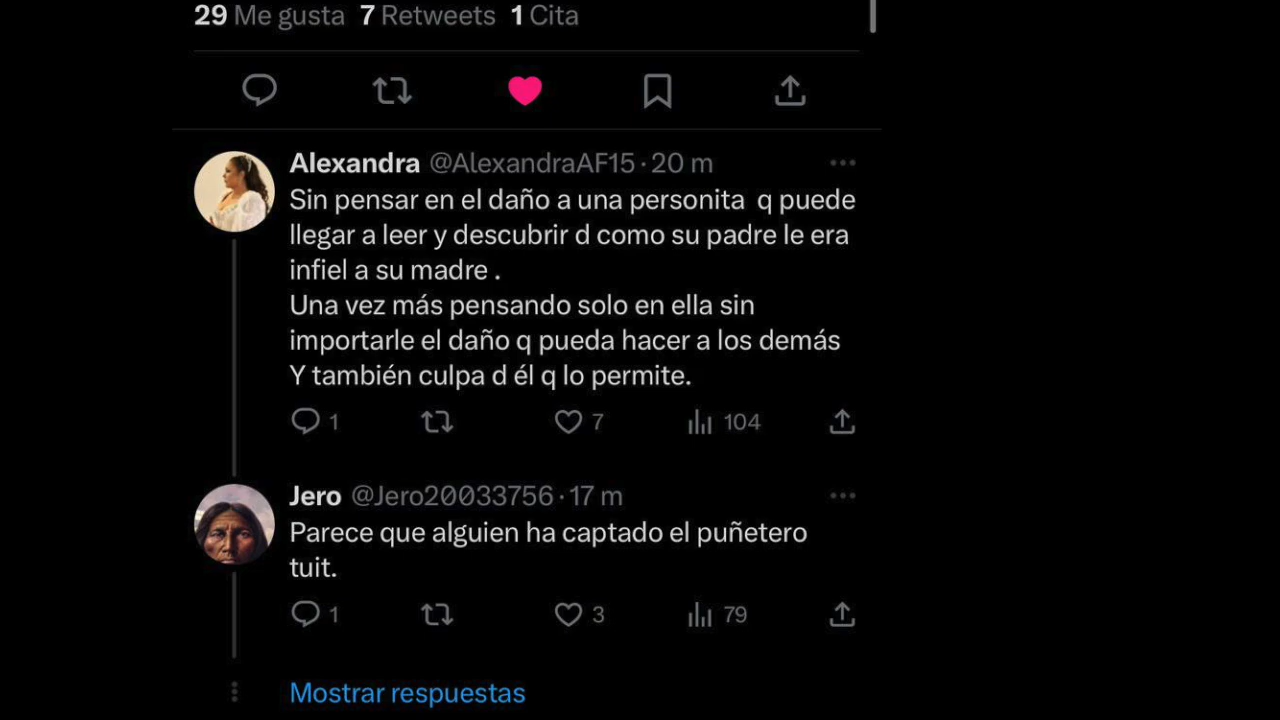 29 Me gusta 7 Retweets 1 Cita
Alexandra @AlexandraAF15 · 20 m
Sin pensar en el daño a una personita q puede
llegar a leer y descubrir d como su padre le era
infiel a su madre .
Una vez más pensando solo en ella sin
importarle el daño q pueda hacer a los demás
Y también culpa d él q lo permite.
1 7 104
Jero @Jero20033756 · 17 m
Parece que alguien ha captado el puñetero
tuit.
1 3 79
Mostrar respuestas